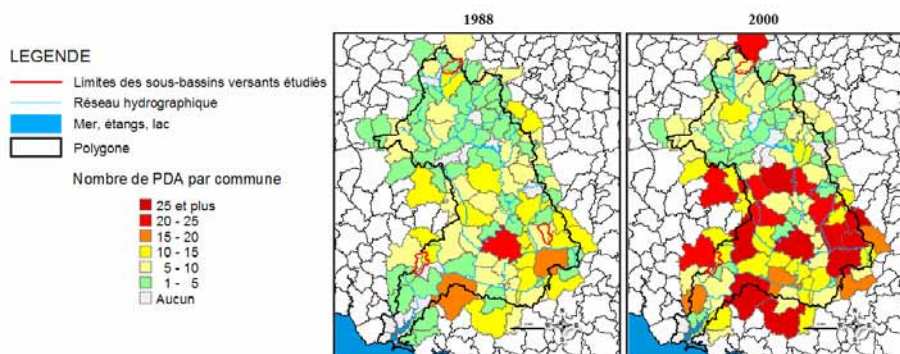 1988
2000
LEGENDE
Limites des sous-bassins versants étudiés
Réseau hydrographique
Mer, étangs, lac
Polygone
Nombre de PDA par commune
25 et plus
20 - 25
15 - 20
10 - 15
5 - 10
1 - 5
Aucun